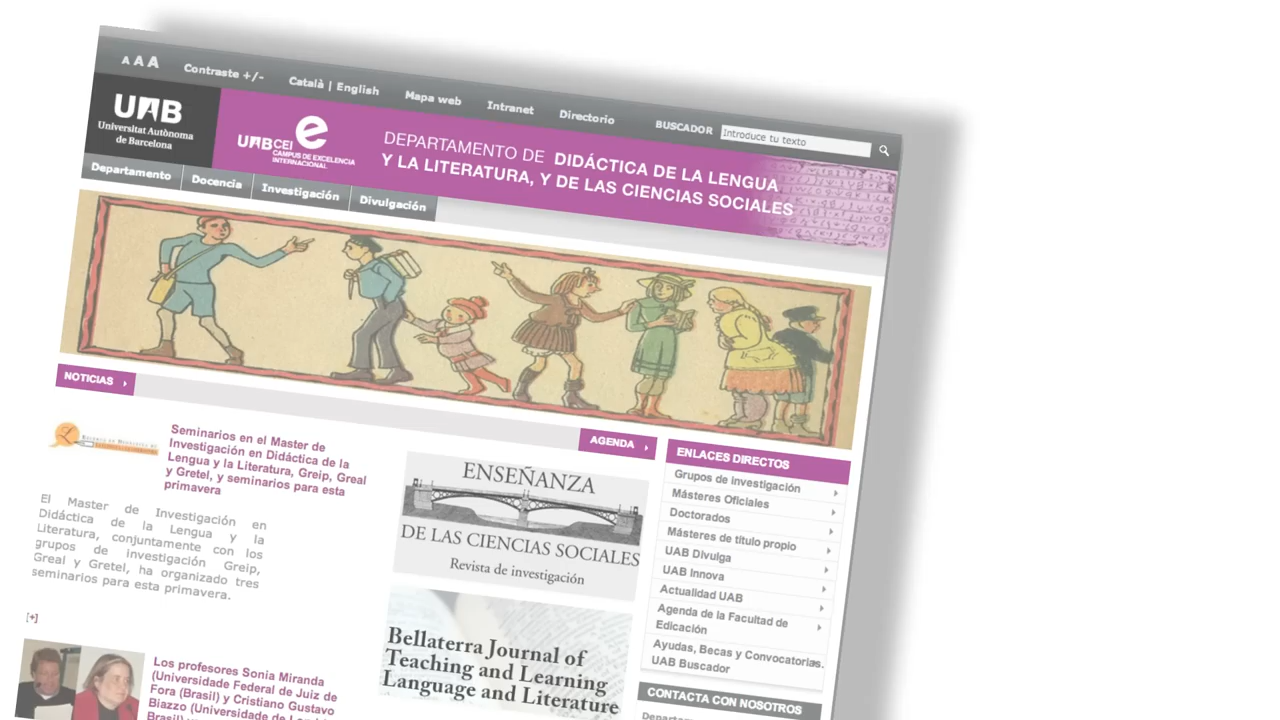 A A A Contraste +/- Català | English Mapa web Intranet Directorio BUSCADOR Introduce tu texto
UAB
Universitat Autònoma
de Barcelona
UAB CEI
CAMPUS DE EXCELENCIA
INTERNACIONAL
DEPARTAMENTO DE DIDÁCTICA DE LA LENGUA
Y LA LITERATURA, Y DE LAS CIENCIAS SOCIALES
Departamento Docencia Investigación Divulgación
NOTICIAS
Seminarios en el Master de
Investigación en Didáctica de la
Lengua y la Literatura, Greip, Greal
y Gretel, y seminarios para esta
primavera
El Master de Investigación en
Didáctica de la Lengua y la
Literatura, conjuntamente con los
grupos de investigación Greip,
Greal y Gretel, ha organizado tres
seminarios para esta primavera.
[+]
Los profesores Sonia Miranda
(Universidade Federal de Juiz de
Fora (Brasil) y Cristiano Gustavo
Biazzo (Universidade de
AGENDA
ENSEÑANZA
DE LAS CIENCIAS SOCIALES
Revista de investigación
Bellaterra Journal of
Teaching and Learning
Language and Literature
ENLACES DIRECTOS
Grupos de investigación
Másteres Oficiales
Doctorados
Másteres de título propio
UAB Divulga
UAB Innova
Actualidad UAB
Agenda de la Facultad de
Edicación
Ayudas, Becas y Convocatorias.
UAB Buscador
CONTACTA CON NOSOTROS